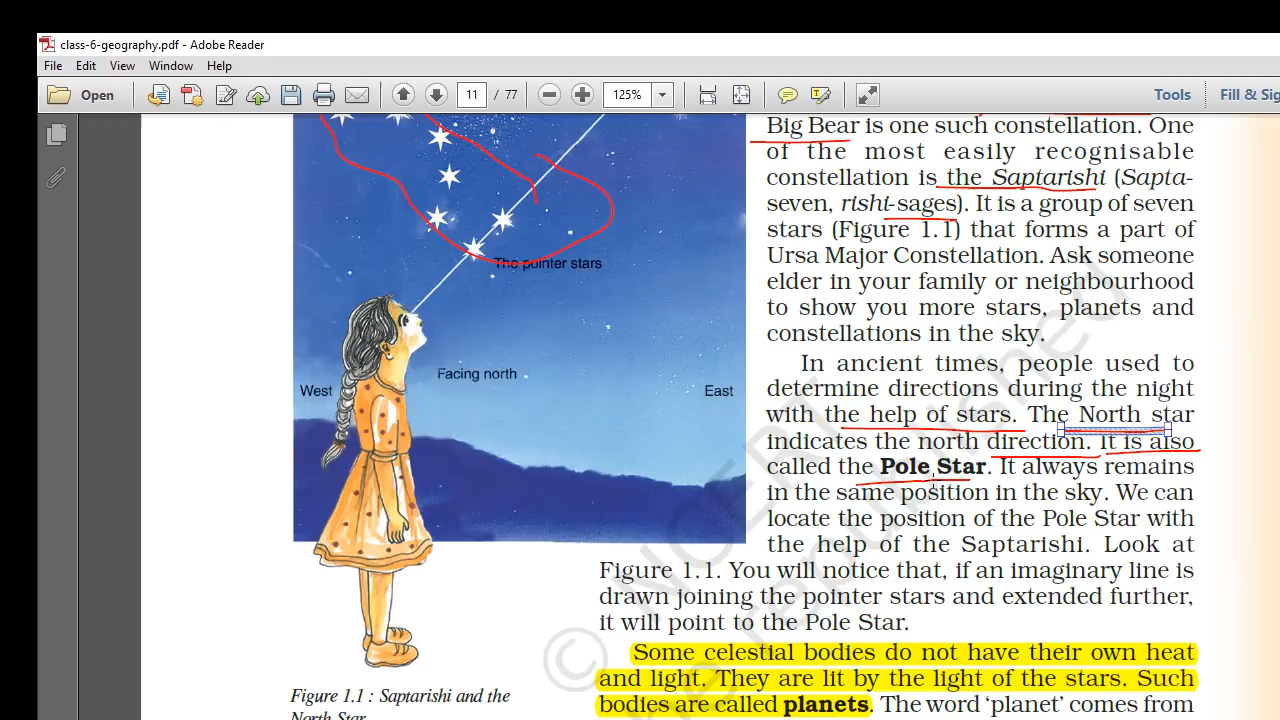 class-6-geography.pdf - Adobe Reader
File Edit View Window Help
Open 11 / 77 125% Tools Fill & Sig
The pointer stars
Facing north
West
East
Figure 1.1 : Saptarishi and the
North Star
Big Bear is one such constellation. One
of the most easily recognisable
constellation is the Saptarishi (Sapta-
seven, rishi-sages). It is a group of seven
stars (Figure 1.1) that forms a part of
Ursa Major Constellation. Ask someone
elder in your family or neighbourhood
to show you more stars, planets and
constellations in the sky.
In ancient times, people used to
determine directions during the night
with the help of stars. The North star
indicates the north direction. It is also
called the Pole Star. It always remains
in the same position in the sky. We can
locate the position of the Pole Star with
the help of the Saptarishi. Look at
Figure 1.1. You will notice that, if an imaginary line is
drawn joining the pointer stars and extended further,
it will point to the Pole Star.
Some celestial bodies do not have their own heat
and light. They are lit by the light of the stars. Such
bodies are called planets. The word ‘planet’ comes from
© NCERT
be republished